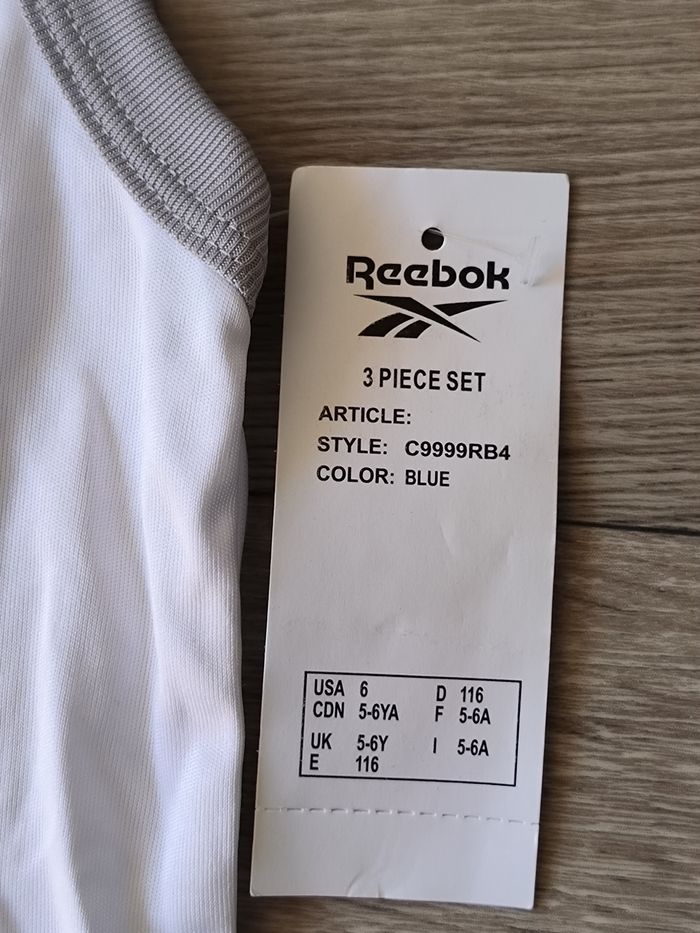 Reebok
3 PIECE SET
ARTICLE:
STYLE: C9999RB4
COLOR: BLUE
USA 6 D 116
CDN 5-6YA F 5-6A
UK 5-6Y I 5-6A
E 116